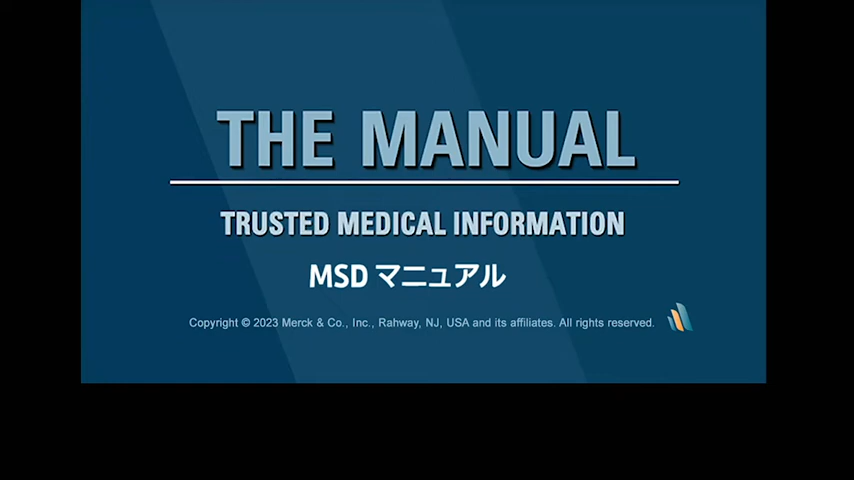 THE MANUAL
TRUSTED MEDICAL INFORMATION
MSD マニュアル
Copyright © 2023 Merck & Co., Inc., Rahway, NJ, USA and its affiliates. All rights reserved.